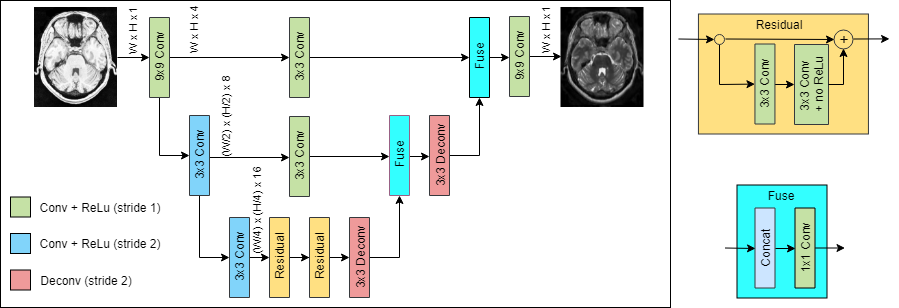 W x H x 1
9x9 Conv
W x H x 4
3x3 Conv
Fuse
9x9 Conv
W x H x 1
3x3 Conv
(W/2) x (H/2) x 8
3x3 Conv
Fuse
3x3 Deconv
3x3 Conv
(W/4) x (H/4) x 16
Residual
Residual
3x3 Deconv
Conv + ReLu (stride 1)
Conv + ReLu (stride 2)
Deconv (stride 2)
Residual
3x3 Conv
3x3 Conv
+ no ReLu
+
Fuse
Concat
1x1 Conv